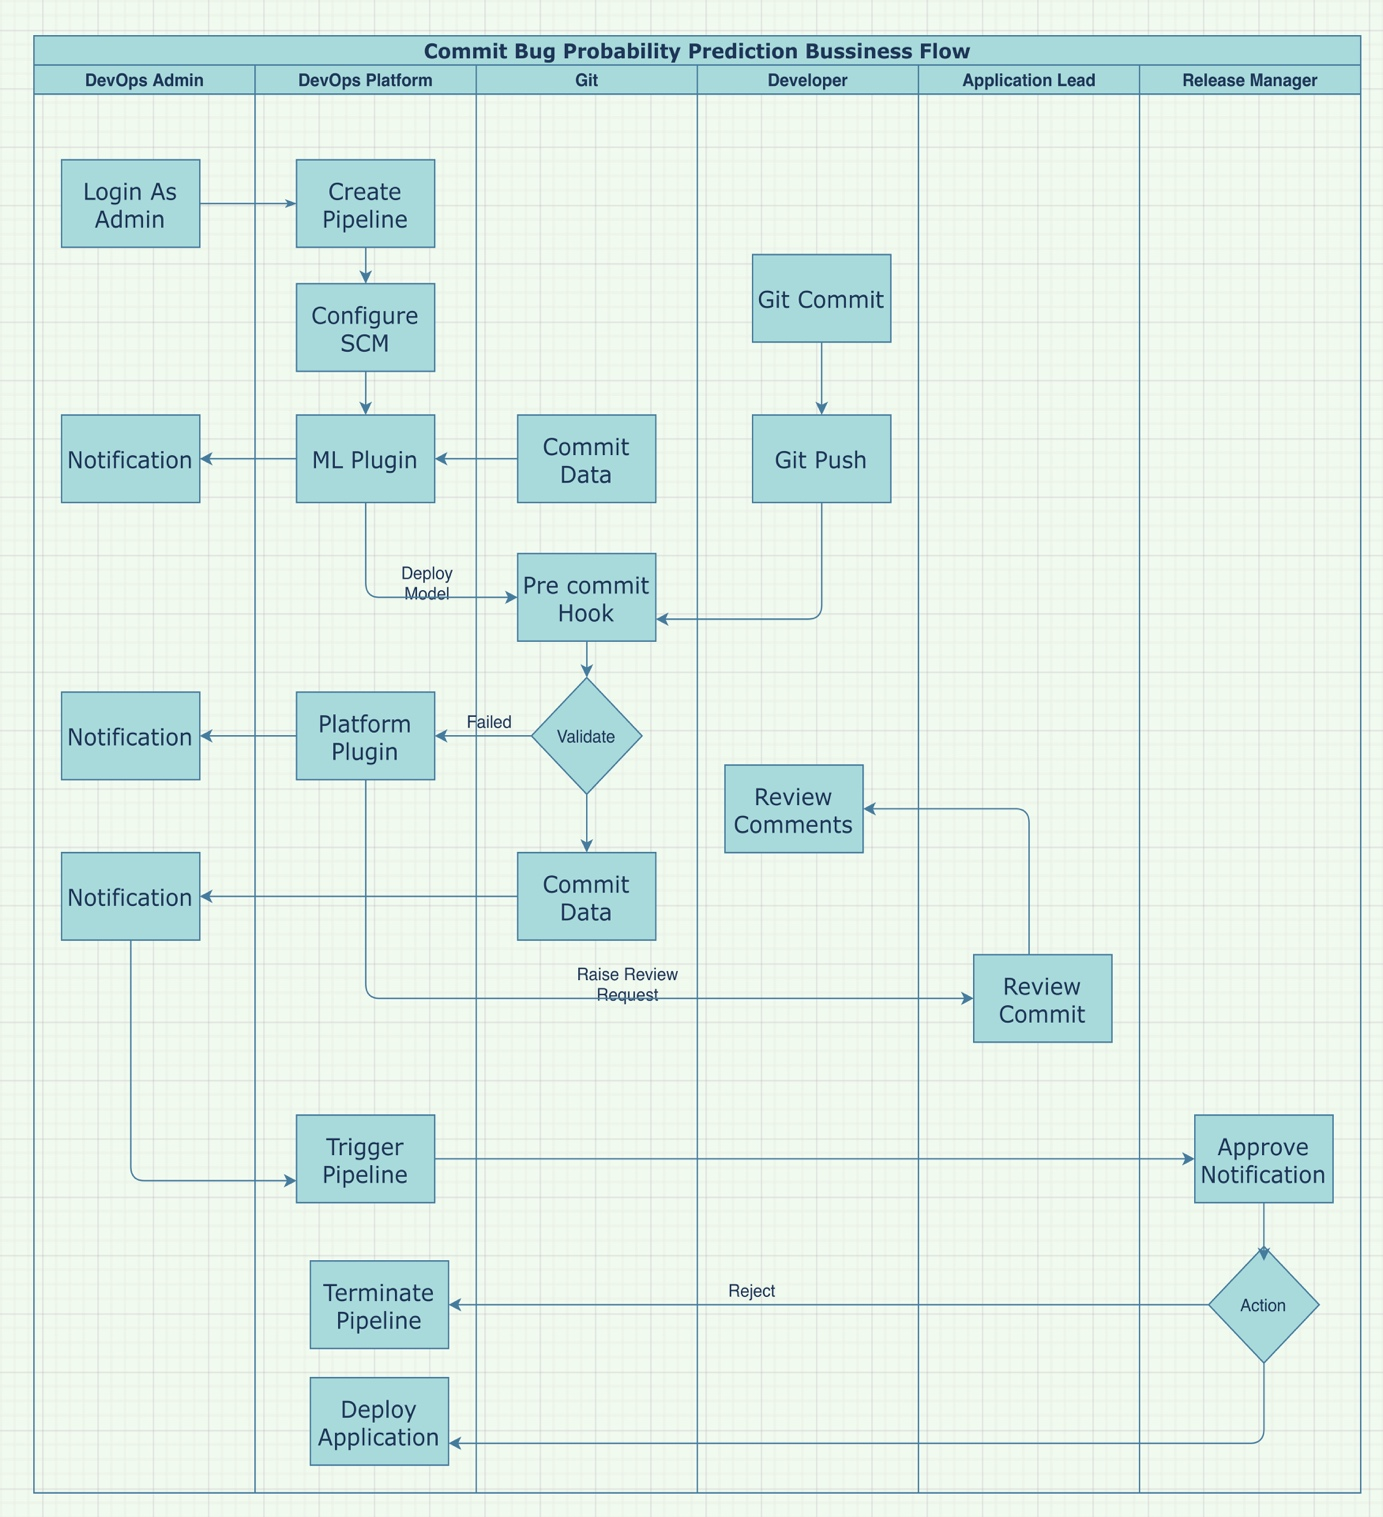 Commit Bug Probability Prediction Bussiness Flow
DevOps Admin
DevOps Platform
Git
Developer
Application Lead
Release Manager
Login As
Admin
Create
Pipeline
Configure
SCM
Git Commit
Notification
ML Plugin
Commit
Data
Git Push
Deploy
Model
Pre commit
Hook
Notification
Platform
Plugin
Failed
Validate
Review
Comments
Notification
Commit
Data
Raise Review
Request
Review
Commit
Trigger
Pipeline
Approve
Notification
Terminate
Pipeline
Reject
Action
Deploy
Application